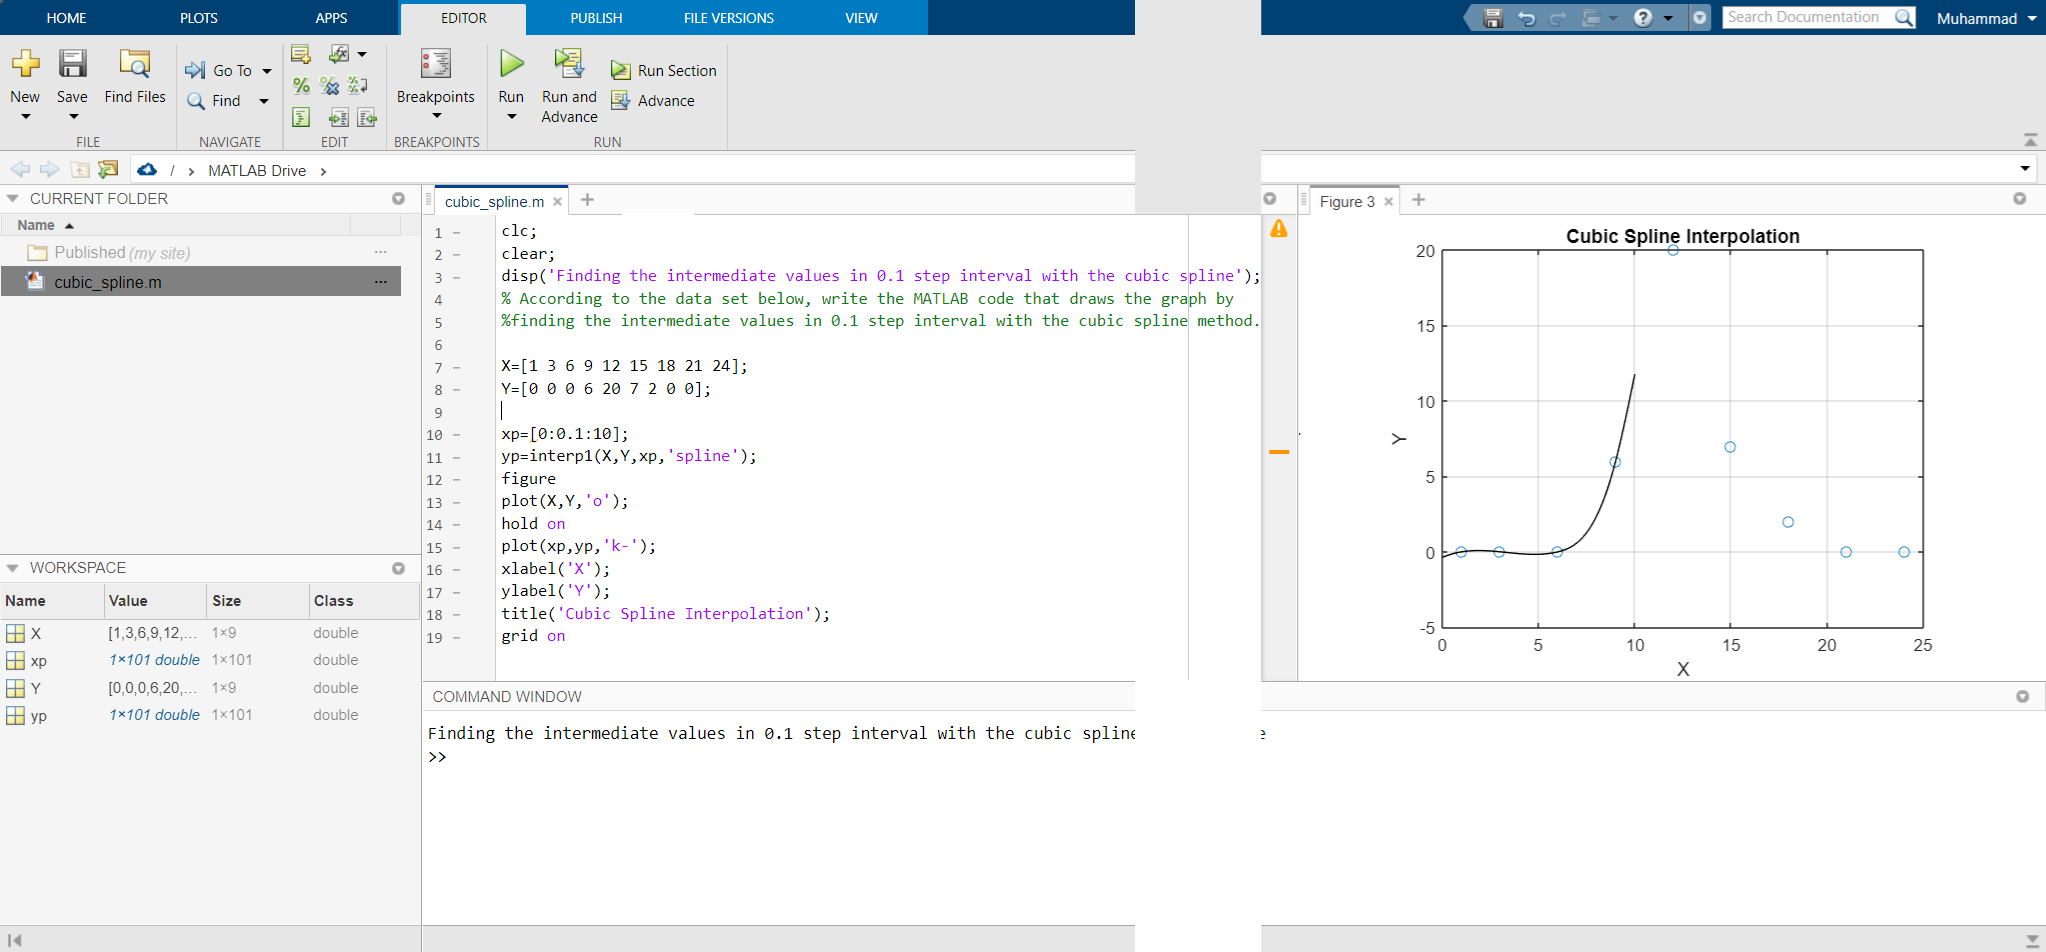 HOME PLOTS APPS EDITOR PUBLISH FILE VERSIONS VIEW Search Documentation Muhammad
New Save Find Files Go To Find Breakpoints Run Run and Advance Run Section Advance
FILE NAVIGATE EDIT BREAKPOINTS RUN
/ › MATLAB Drive ›
CURRENT FOLDER
Name
Published (my site) ...
cubic_spline.m ...
WORKSPACE
Name Value Size Class
X [1,3,6,9,12,... 1×9 double
xp 1×101 double 1×101 double
Y [0,0,0,6,20,... 1×9 double
yp 1×101 double 1×101 double
cubic_spline.m × +
1 – clc;
2 – clear;
3 – disp('Finding the intermediate values in 0.1 step interval with the cubic spline');
4 % According to the data set below, write the MATLAB code that draws the graph by
5 %finding the intermediate values in 0.1 step interval with the cubic spline method.
6
7 – X=[1 3 6 9 12 15 18 21 24];
8 – Y=[0 0 0 6 20 7 2 0 0];
9
10 – xp=[0:0.1:10];
11 – yp=interp1(X,Y,xp,'spline');
12 – figure
13 – plot(X,Y,'o');
14 – hold on
15 – plot(xp,yp,'k-');
16 – xlabel('X');
17 – ylabel('Y');
18 – title('Cubic Spline Interpolation');
19 – grid on
COMMAND WINDOW
Finding the intermediate values in 0.1 step interval with the cubic spline e
>>
Figure 3 × +
Cubic Spline Interpolation
20
15
10
5
0
-5
Y
0 5 10 15 20 25
X